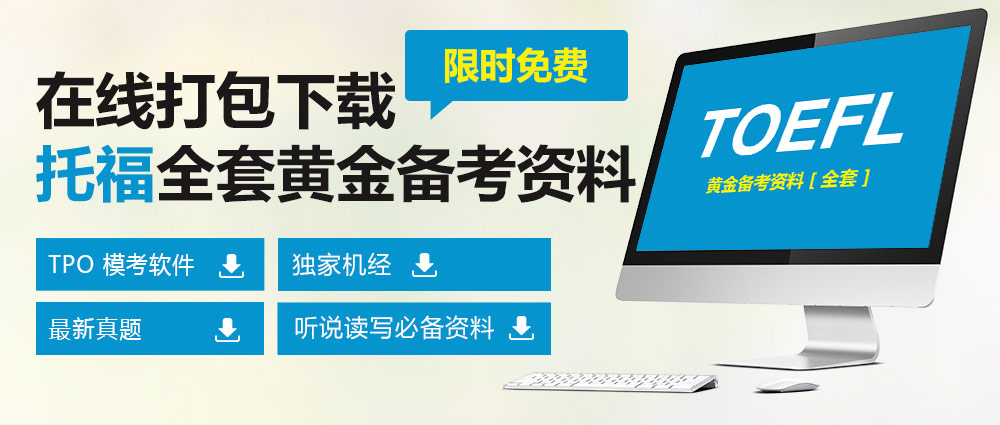 限时免费
在线打包下载
托福全套黄金备考资料
TPO 模考软件
独家机经
最新真题
听说读写必备资料
TOEFL
黄金备考资料 [ 全套 ]